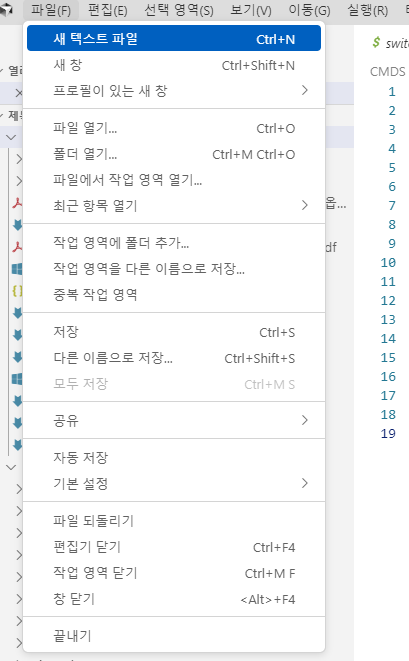 파일(F) 편집(E) 선택 영역(S) 보기(V) 이동(G) 실행(R)
새 텍스트 파일 Ctrl+N
새 창 Ctrl+Shift+N
프로필이 있는 새 창
파일 열기... Ctrl+O
폴더 열기... Ctrl+M Ctrl+O
파일에서 작업 영역 열기...
최근 항목 열기
작업 영역에 폴더 추가...
작업 영역을 다른 이름으로 저장...
중복 작업 영역
저장 Ctrl+S
다른 이름으로 저장... Ctrl+Shift+S
모두 저장 Ctrl+M S
공유
자동 저장
기본 설정
파일 되돌리기
편집기 닫기 Ctrl+F4
작업 영역 닫기 Ctrl+M F
창 닫기 <Alt>+F4
끝내기
옵...
df
$ swit
CMDS
1
2
3
4
5
6
7
8
9
10
11
12
13
14
15
16
17
18
19